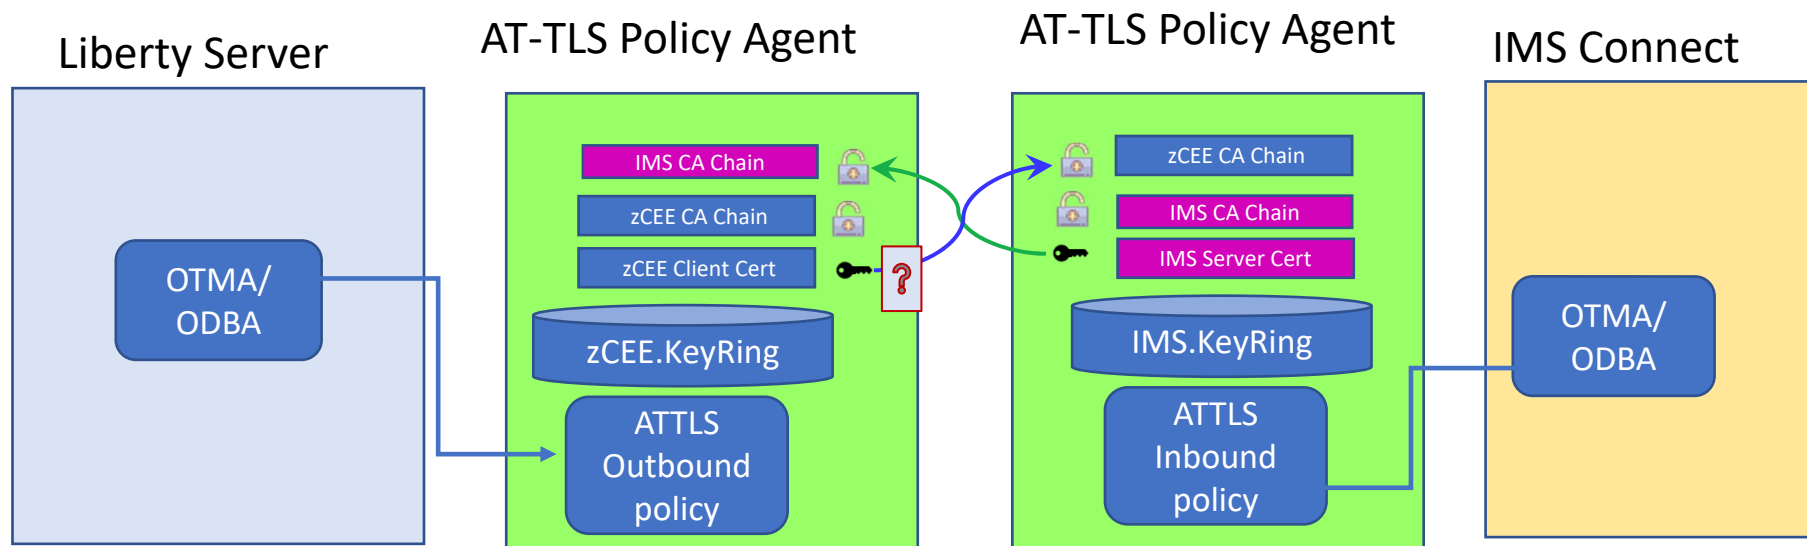 Liberty Server
AT-TLS Policy Agent
AT-TLS Policy Agent
IMS Connect
OTMA/
ODBA
IMS CA Chain
zCEE CA Chain
zCEE Client Cert
?
zCEE.KeyRing
ATTLS
Outbound
policy
zCEE CA Chain
IMS CA Chain
IMS Server Cert
IMS.KeyRing
ATTLS
Inbound
policy
OTMA/
ODBA